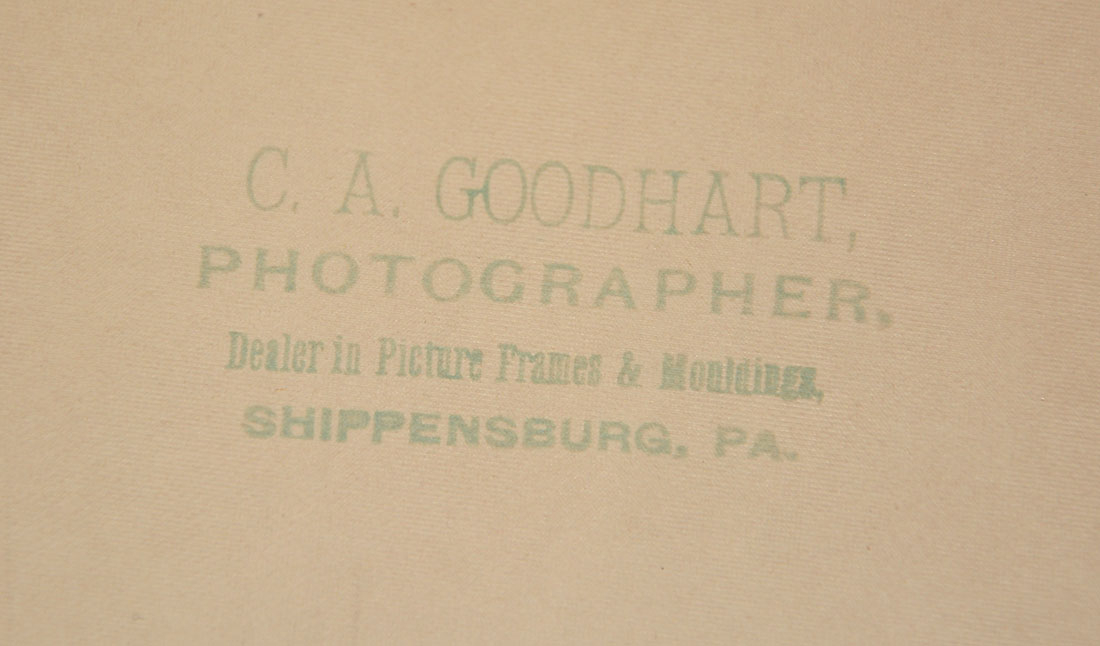 C. A. GOODHART,
PHOTOGRAPHER,
Dealer in Picture Frames & Mouldings,
SHIPPENSBURG, PA.